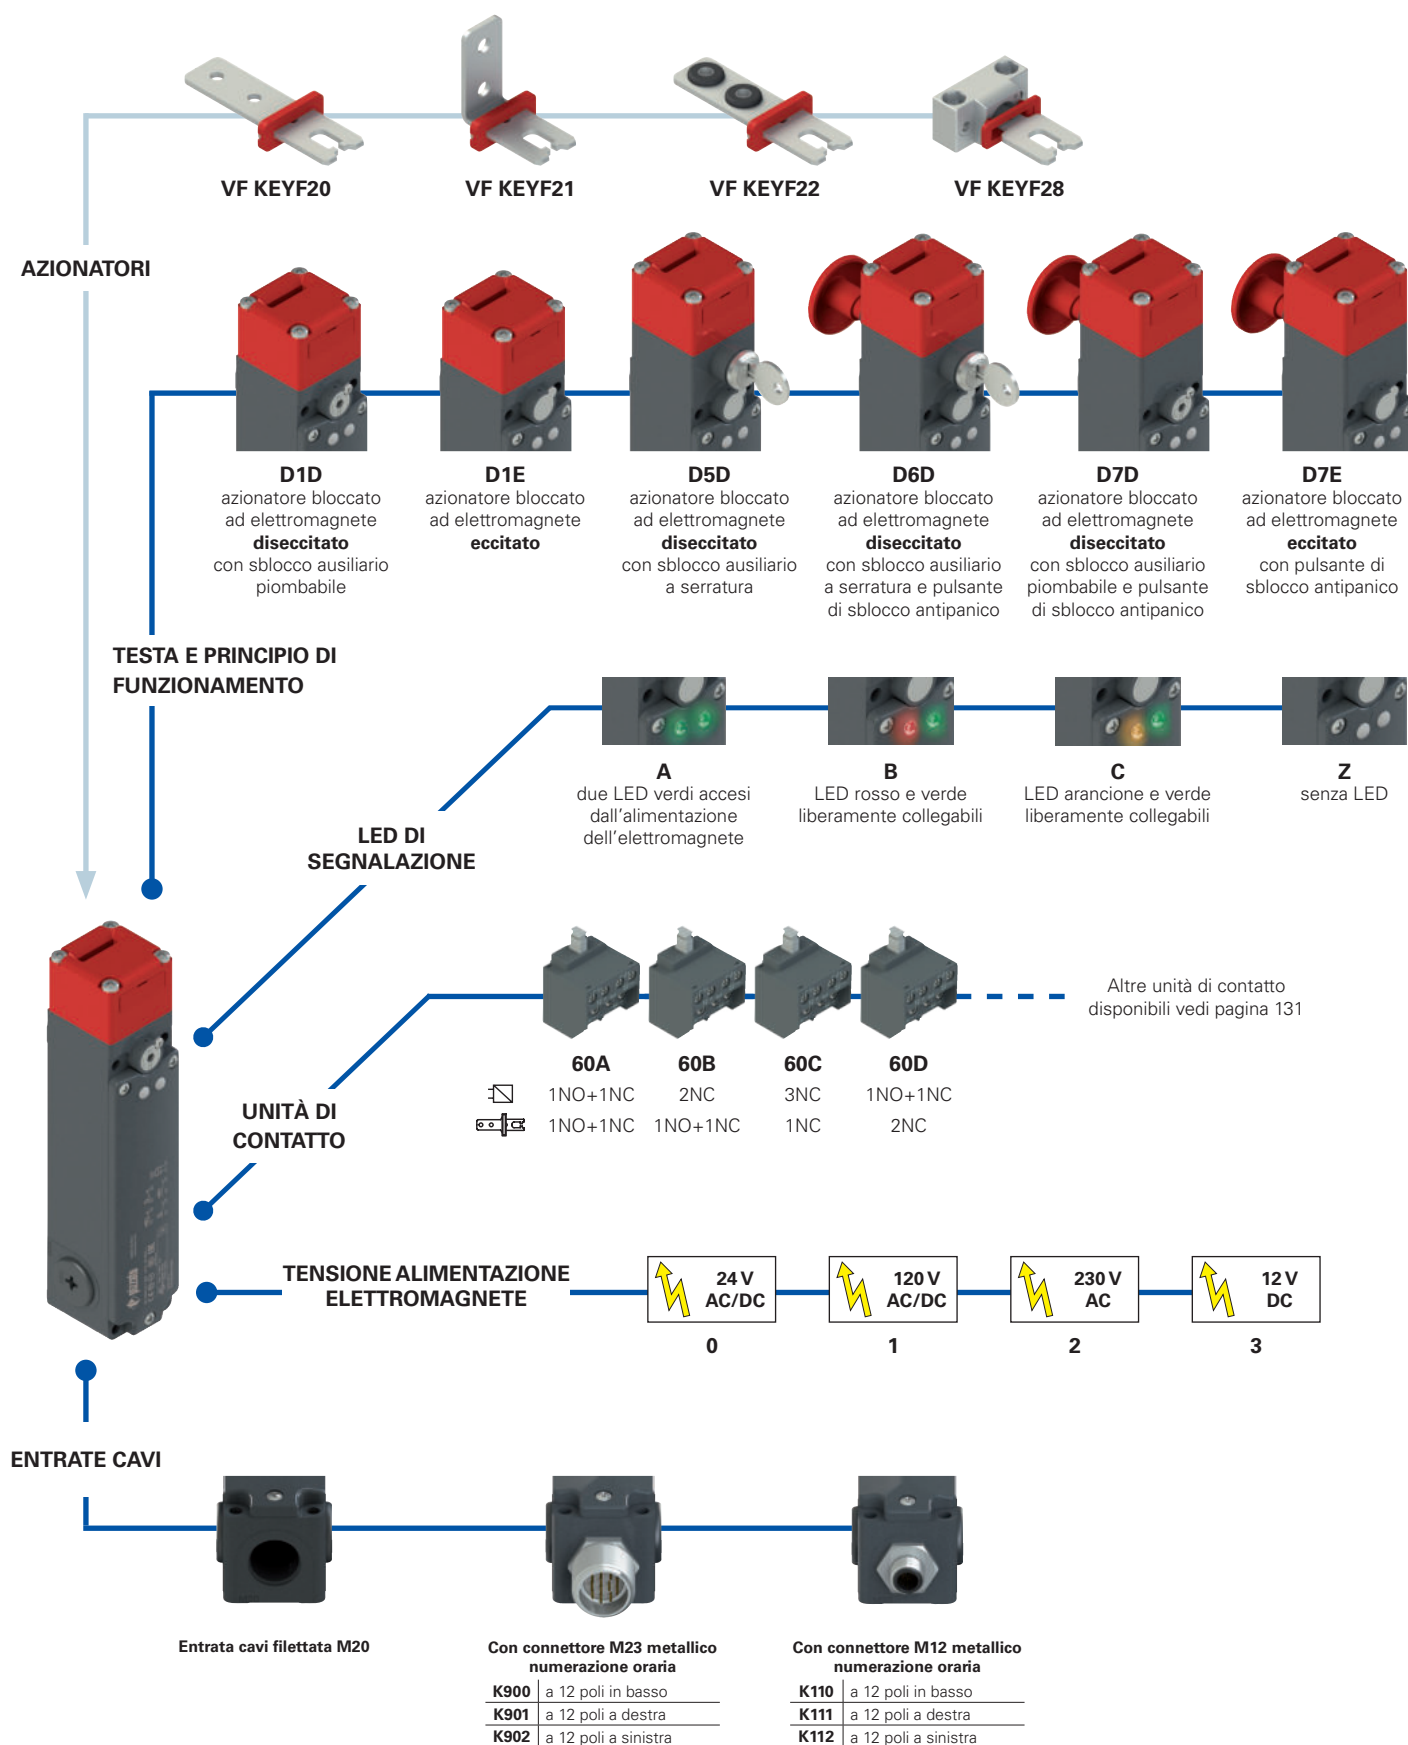 VF KEYF20
VF KEYF21
VF KEYF22
VF KEYF28
AZIONATORI
D1D
azionatore bloccato
ad elettromagnete
diseccitato
con sblocco ausiliario
piombabile
D1E
azionatore bloccato
ad elettromagnete
eccitato
D5D
azionatore bloccato
ad elettromagnete
diseccitato
con sblocco ausiliario
a serratura
D6D
azionatore bloccato
ad elettromagnete
diseccitato
con sblocco ausiliario
a serratura e pulsante
di sblocco antipanico
D7D
azionatore bloccato
ad elettromagnete
diseccitato
con sblocco ausiliario
piombabile e pulsante
di sblocco antipanico
D7E
azionatore bloccato
ad elettromagnete
eccitato
con pulsante di
sblocco antipanico
TESTA E PRINCIPIO DI
FUNZIONAMENTO
A
due LED verdi accesi
dall'alimentazione
dell'elettromagnete
B
LED rosso e verde
liberamente collegabili
C
LED arancione e verde
liberamente collegabili
Z
senza LED
LED DI
SEGNALAZIONE
Altre unità di contatto
disponibili vedi pagina 131
60A
60B
60C
60D
1NO+1NC
2NC
3NC
1NO+1NC
1NO+1NC
1NO+1NC
1NC
2NC
UNITÀ DI
CONTATTO
TENSIONE ALIMENTAZIONE
ELETTROMAGNETE
24 V
AC/DC
0
120 V
AC/DC
1
230 V
AC
2
12 V
DC
3
pizzato
ENTRATE CAVI
Entrata cavi filettata M20
Con connettore M23 metallico
numerazione oraria
K900 a 12 poli in basso
K901 a 12 poli a destra
K902 a 12 poli a sinistra
Con connettore M12 metallico
numerazione oraria
K110 a 12 poli in basso
K111 a 12 poli a destra
K112 a 12 poli a sinistra